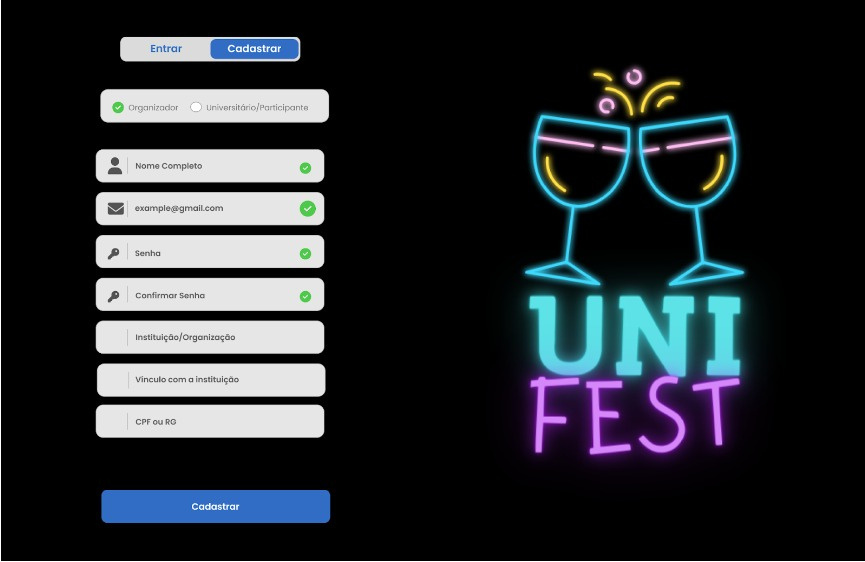 Entrar
Cadastrar
Organizador
Universitário/Participante
Nome Completo
example@gmail.com
Senha
Confirmar Senha
Instituição/Organização
Vínculo com a instituição
CPF ou RG
Cadastrar
UNI
FEST